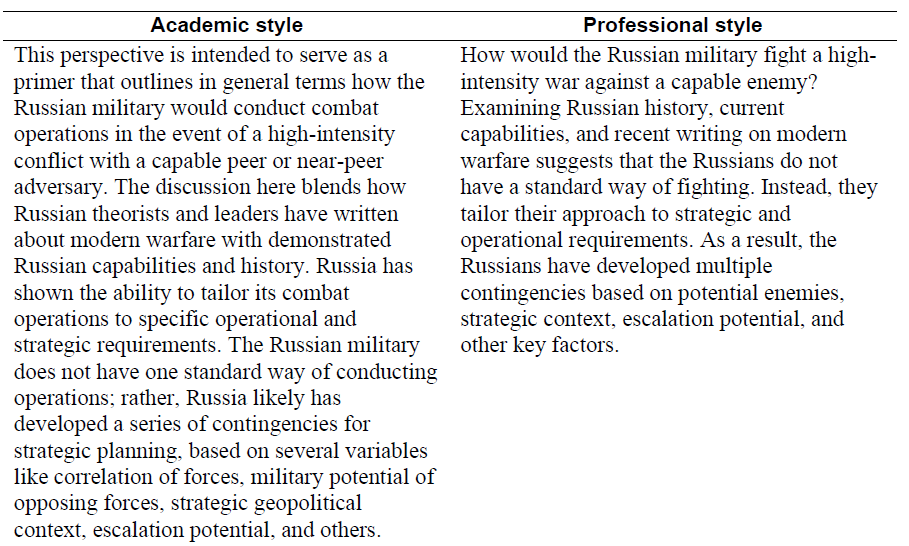 Academic style
This perspective is intended to serve as a
primer that outlines in general terms how the
Russian military would conduct combat
operations in the event of a high-intensity
conflict with a capable peer or near-peer
adversary. The discussion here blends how
Russian theorists and leaders have written
about modern warfare with demonstrated
Russian capabilities and history. Russia has
shown the ability to tailor its combat
operations to specific operational and
strategic requirements. The Russian military
does not have one standard way of conducting
operations; rather, Russia likely has
developed a series of contingencies for
strategic planning, based on several variables
like correlation of forces, military potential of
opposing forces, strategic geopolitical
context, escalation potential, and others.
Professional style
How would the Russian military fight a high-
intensity war against a capable enemy?
Examining Russian history, current
capabilities, and recent writing on modern
warfare suggests that the Russians do not
have a standard way of fighting. Instead, they
tailor their approach to strategic and
operational requirements. As a result, the
Russians have developed multiple
contingencies based on potential enemies,
strategic context, escalation potential, and
other key factors.